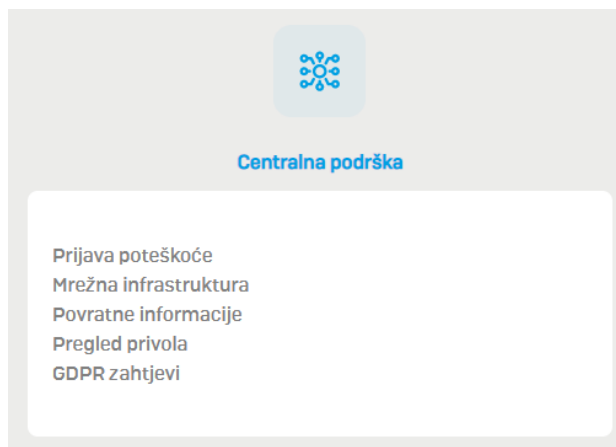 Centralna podrška
Prijava poteškoće
Mrežna infrastruktura
Povratne informacije
Pregled privola
GDPR zahtjevi